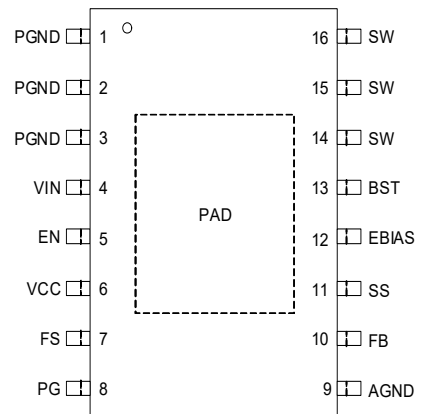 PGND 1 16 SW
PGND 2 15 SW
PGND 3 14 SW
VIN 4 13 BST
PAD
EN 5 12 EBIAS
VCC 6 11 SS
FS 7 10 FB
PG 8 9 AGND